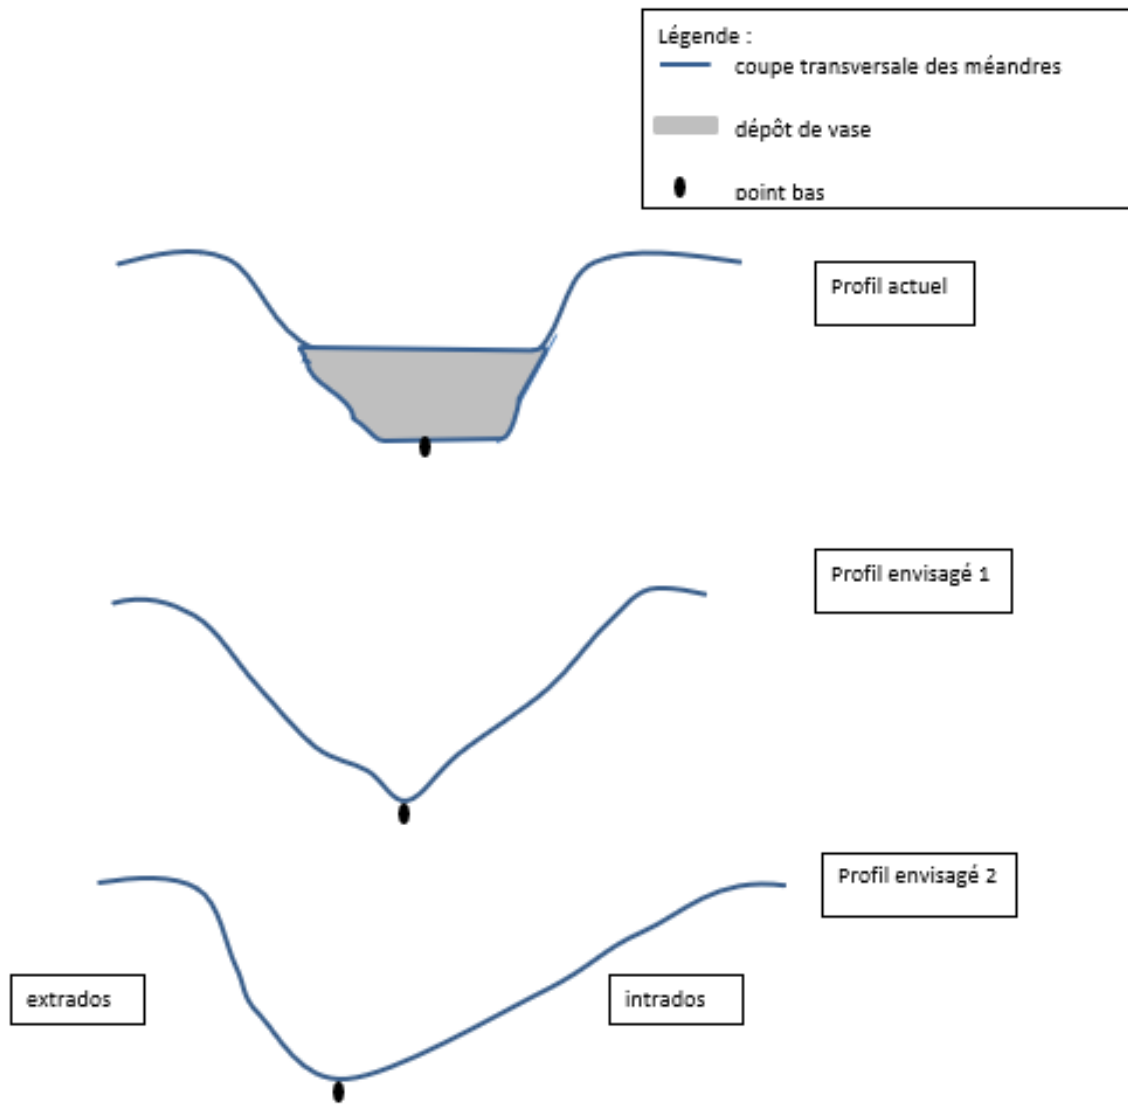 Légende :
coupe transversale des méandres
dépôt de vase
point bas
Profil actuel
Profil envisagé 1
Profil envisagé 2
extrados
intrados